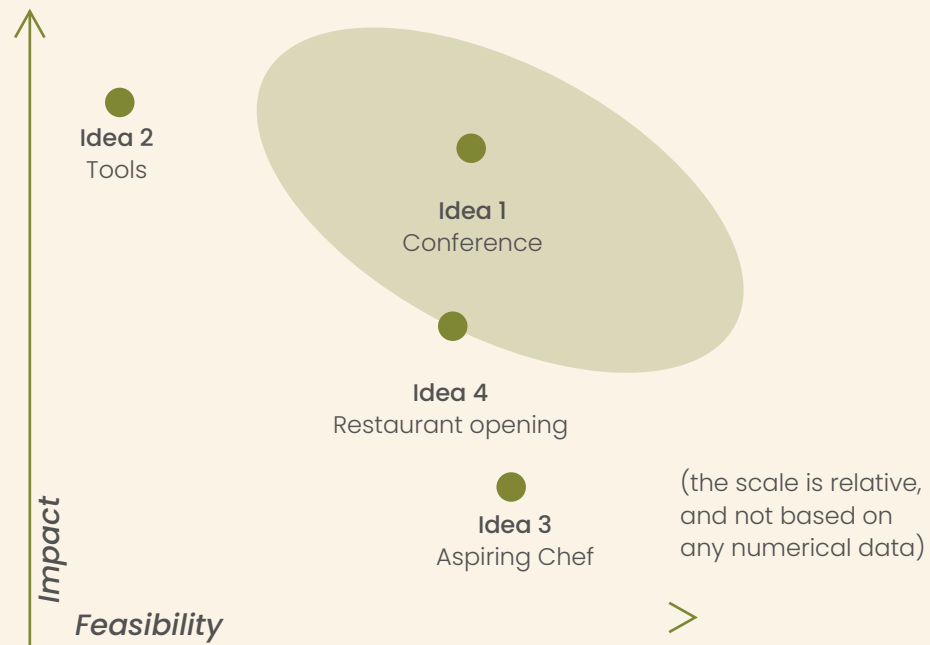 Idea 2
Tools
Idea 1
Conference
Idea 4
Restaurant opening
(the scale is relative,
and not based on
any numerical data)
Idea 3
Aspiring Chef
Impact
Feasibility